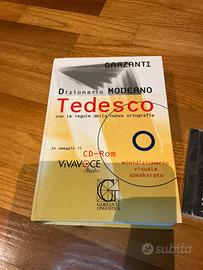 GARZANTI
Dizionario MODERNO
Tedesco
con le regole della nuova ortografia
in omaggio il
CD-Rom
VIVAVOCE
flash
minidizionario
visuale
speakerato
G
GARZANTI
LINGUISTICA
subito